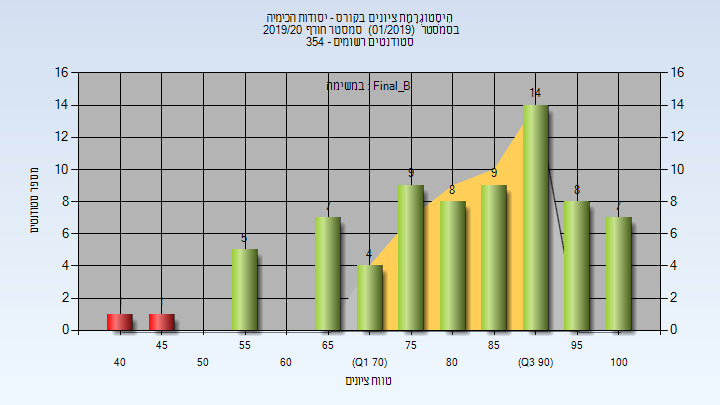 הִיסְטוֹגְרָמַת ציונים בקורס - יסודות הכימיה
בסמסטר (01/2019) סמסטר חורף 2019/20
סטודנטים רשומים - 354
במשימה : Final_B
מספר סטודנטים
16 16
14 14
12 12
10 10
8 8
6 6
4 4
2 2
0 0
5 7 4 9 8 9 14 8 7
45 55 65 75 85 95
40 50 60 (Q1 70) 80 (Q3 90) 100
טווח ציונים